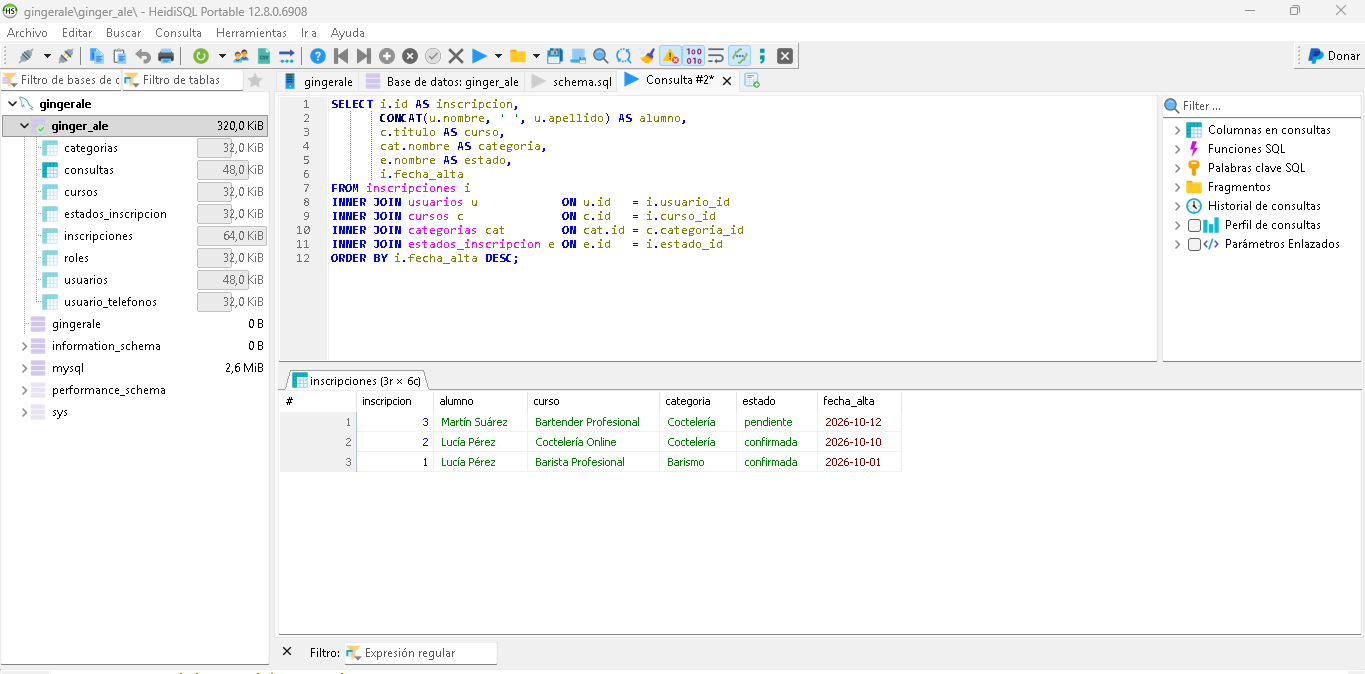 gingerale\ginger_ale\ - HeidiSQL Portable 12.8.0.6908
Archivo Editar Buscar Consulta Herramientas Ir a Ayuda
Donar
Filtro de bases de d Filtro de tablas
gingerale Base de datos: ginger_ale schema.sql Consulta #2*
gingerale
ginger_ale 320,0 KiB
categorias 32,0 KiB
consultas 48,0 KiB
cursos 32,0 KiB
estados_inscripcion 32,0 KiB
inscripciones 64,0 KiB
roles 32,0 KiB
usuarios 48,0 KiB
usuario_telefonos 32,0 KiB
gingerale 0 B
information_schema 0 B
mysql 2,6 MiB
performance_schema
sys
1 SELECT i.id AS inscripcion,
2 CONCAT(u.nombre, ' ', u.apellido) AS alumno,
3 c.titulo AS curso,
4 cat.nombre AS categoria,
5 e.nombre AS estado,
6 i.fecha_alta
7 FROM inscripciones i
8 INNER JOIN usuarios u ON u.id = i.usuario_id
9 INNER JOIN cursos c ON c.id = i.curso_id
10 INNER JOIN categorias cat ON cat.id = c.categoria_id
11 INNER JOIN estados_inscripcion e ON e.id = i.estado_id
12 ORDER BY i.fecha_alta DESC;
Filter ...
Columnas en consultas
Funciones SQL
Palabras clave SQL
Fragmentos
Historial de consultas
Perfil de consultas
Parámetros Enlazados
inscripciones (3r × 6c)
# inscripcion alumno curso categoria estado fecha_alta
1 3 Martín Suárez Bartender Profesional Coctelería pendiente 2026-10-12
2 2 Lucía Pérez Coctelería Online Coctelería confirmada 2026-10-10
3 1 Lucía Pérez Barista Profesional Barismo confirmada 2026-10-01
Filtro: Expresión regular